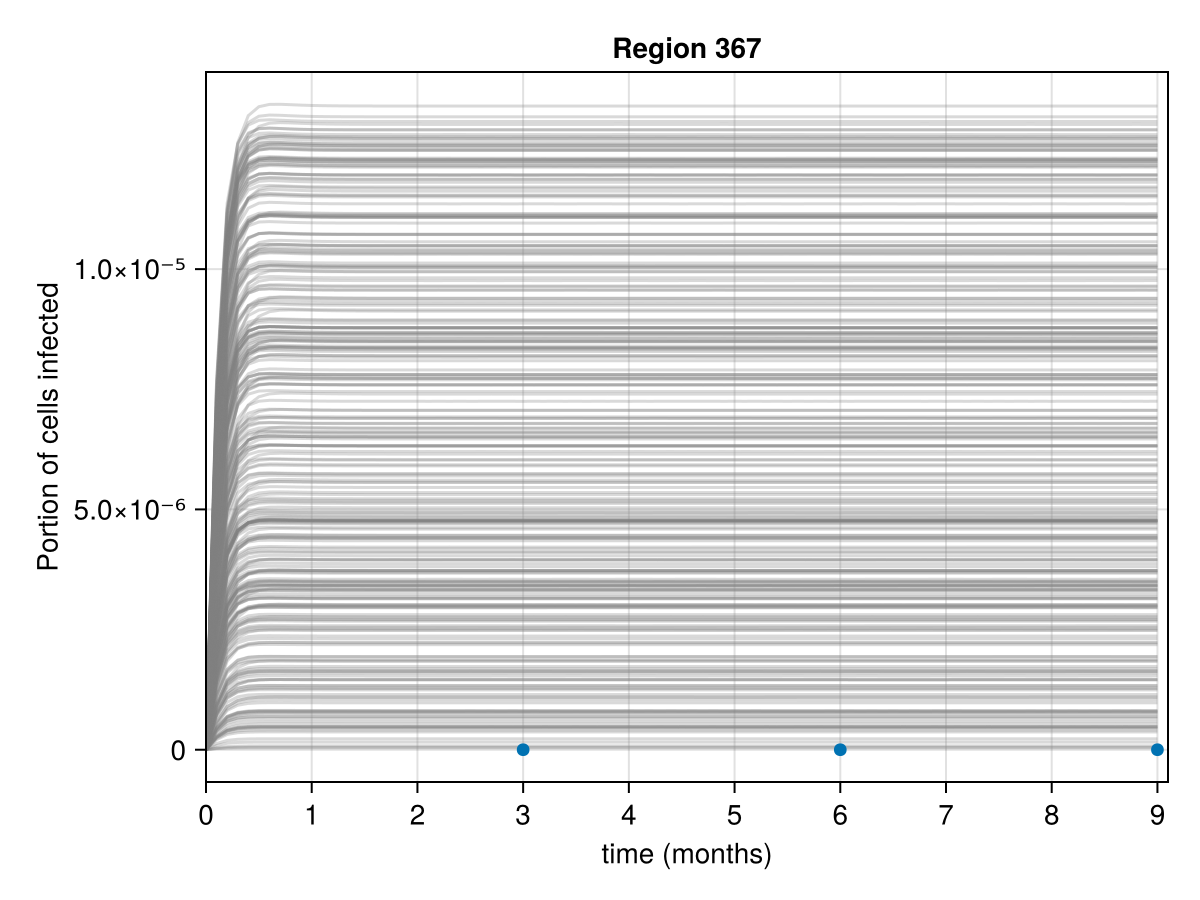 Region 367
Portion of cells infected
1.0×10⁻⁵
5.0×10⁻⁶
0
0 1 2 3 4 5 6 7 8 9
time (months)